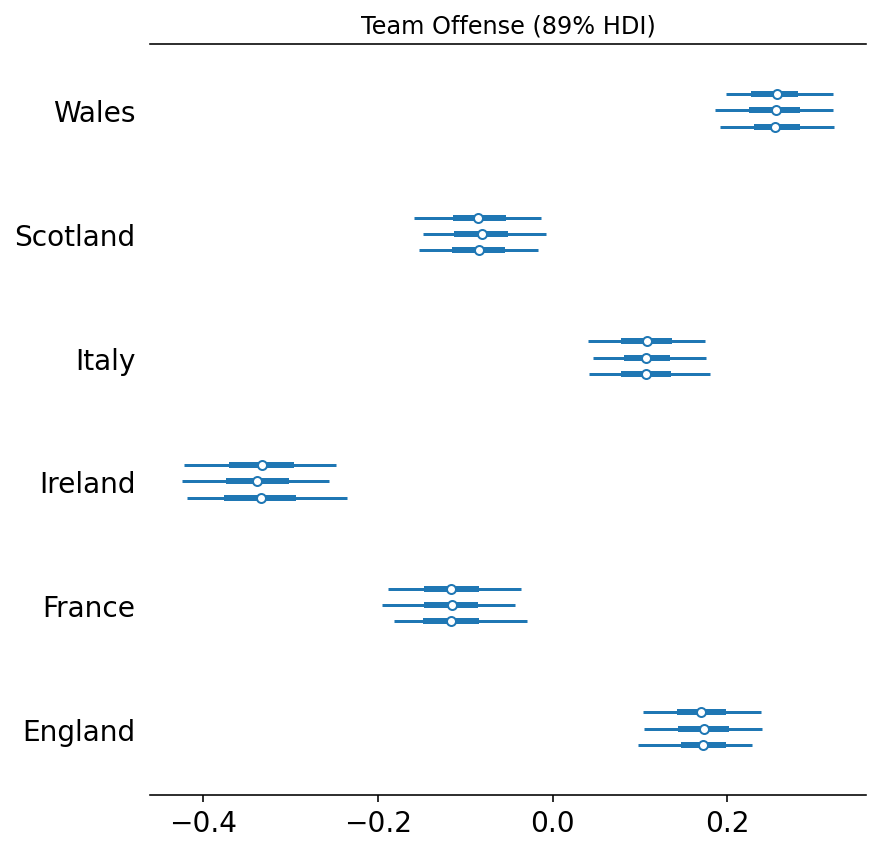 Team Offense (89% HDI)
Wales
Scotland
Italy
Ireland
France
England
−0.4 −0.2 0.0 0.2